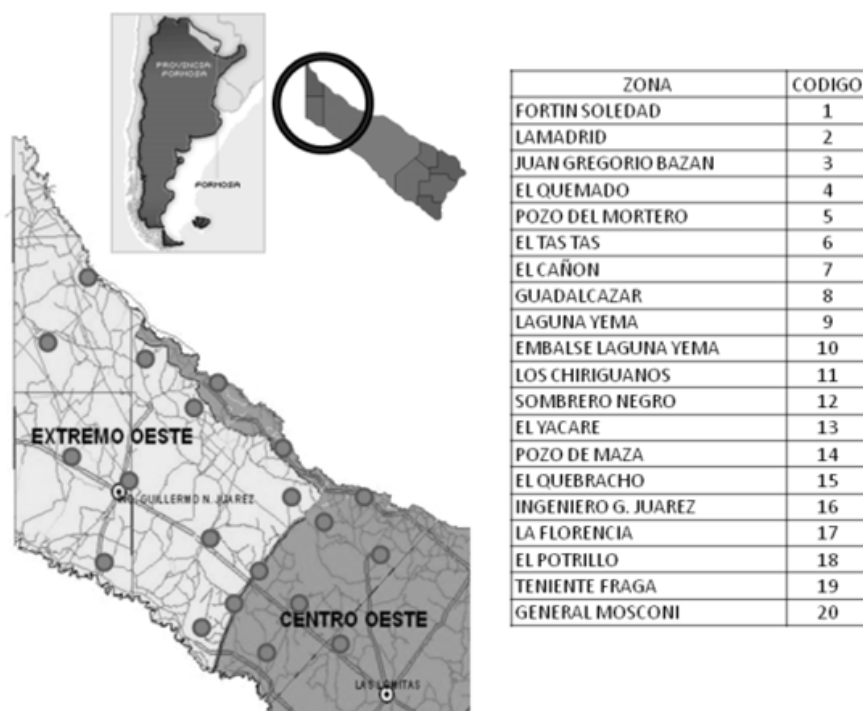 PROVINCIA
FORMOSA
FORMOSA
EXTREMO OESTE
ING. GUILLERMO N. JUAREZ
CENTRO OESTE
LAS LOMITAS
ZONA CODIGO
FORTIN SOLEDAD 1
LAMADRID 2
JUAN GREGORIO BAZAN 3
EL QUEMADO 4
POZO DEL MORTERO 5
EL TAS TAS 6
EL CAÑON 7
GUADALCAZAR 8
LAGUNA YEMA 9
EMBALSE LAGUNA YEMA 10
LOS CHIRIGUANOS 11
SOMBRERO NEGRO 12
EL YACARE 13
POZO DE MAZA 14
EL QUEBRACHO 15
INGENIERO G. JUAREZ 16
LA FLORENCIA 17
EL POTRILLO 18
TENIENTE FRAGA 19
GENERAL MOSCONI 20